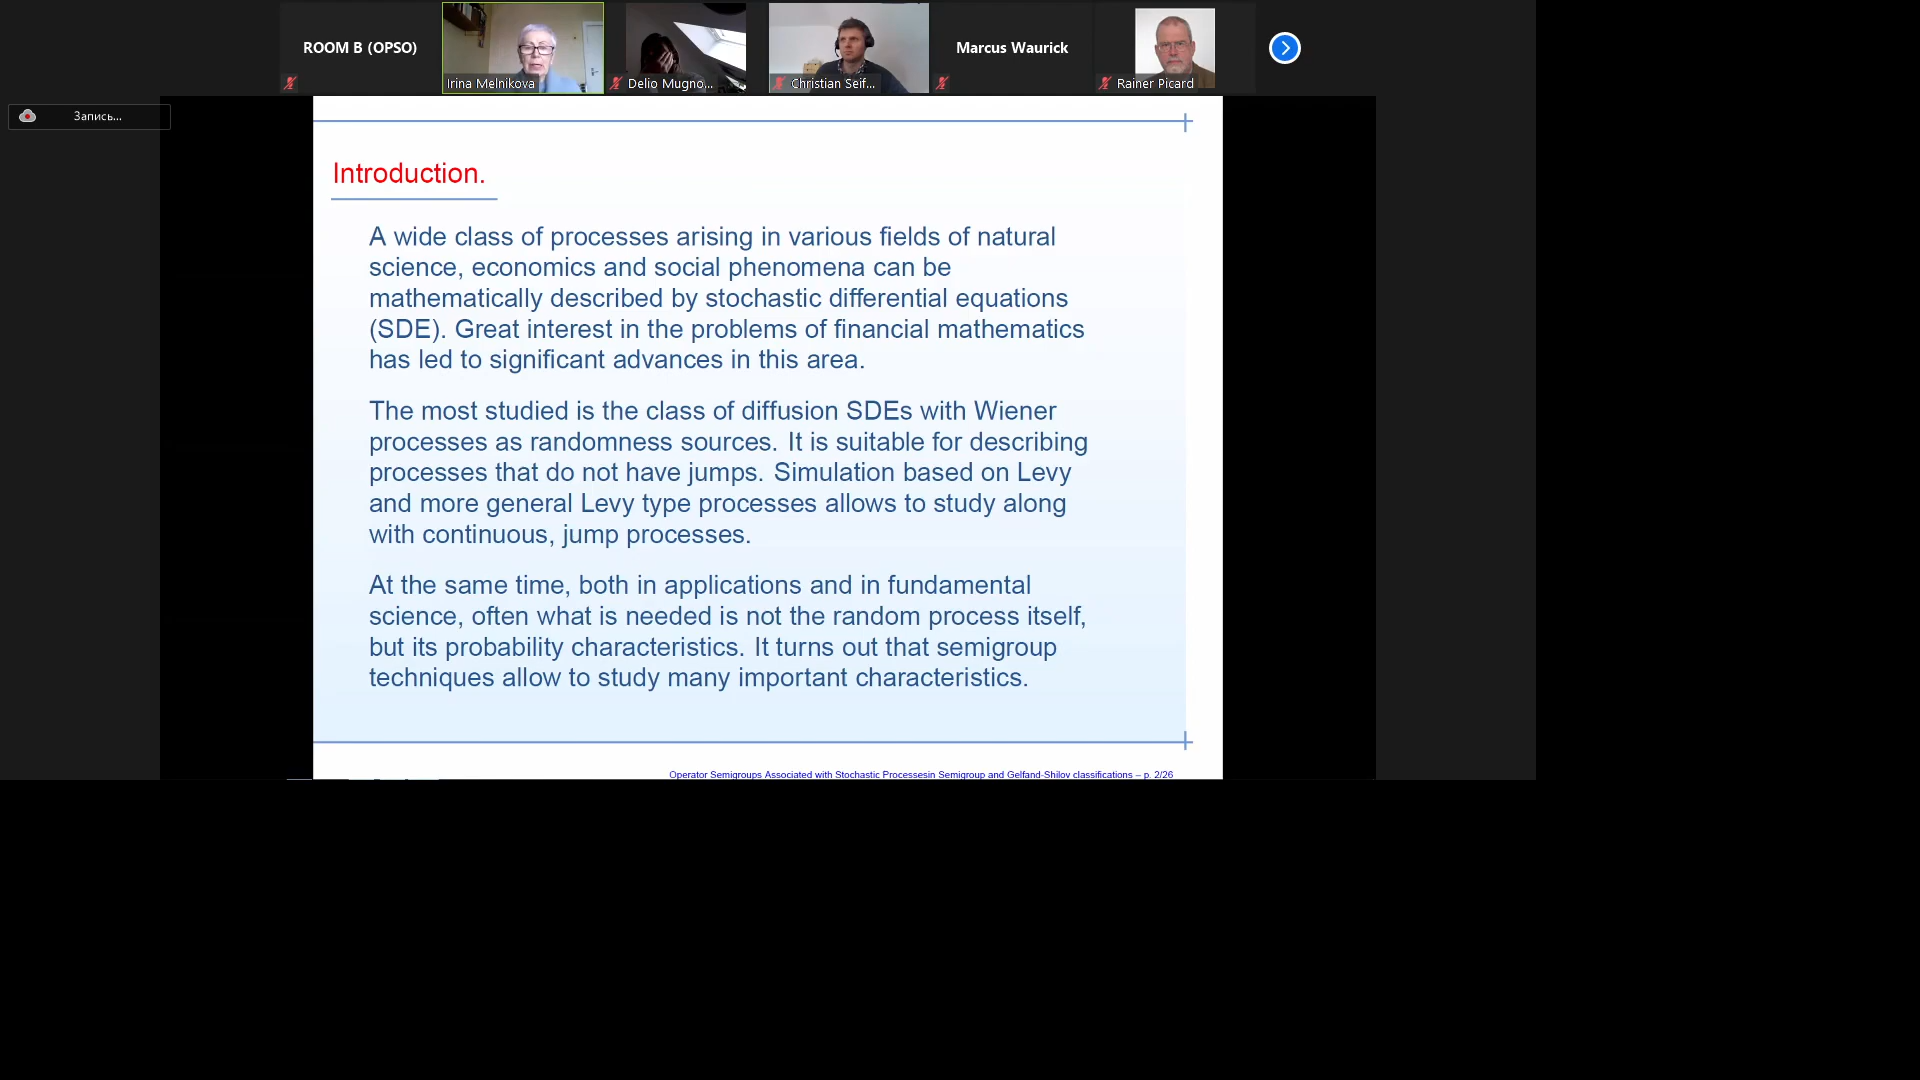 ROOM B (OPSO)
Irina Melnikova
Delio Mugno...
Christian Seif...
Marcus Waurick
Rainer Picard
Запись...
Introduction.
A wide class of processes arising in various fields of natural
science, economics and social phenomena can be
mathematically described by stochastic differential equations
(SDE). Great interest in the problems of financial mathematics
has led to significant advances in this area.
The most studied is the class of diffusion SDEs with Wiener
processes as randomness sources. It is suitable for describing
processes that do not have jumps. Simulation based on Levy
and more general Levy type processes allows to study along
with continuous, jump processes.
At the same time, both in applications and in fundamental
science, often what is needed is not the random process itself,
but its probability characteristics. It turns out that semigroup
techniques allow to study many important characteristics.
Operator Semigroups Associated with Stochastic Processesin Semigroup and Gelfand-Shilov classifications – p. 2/26